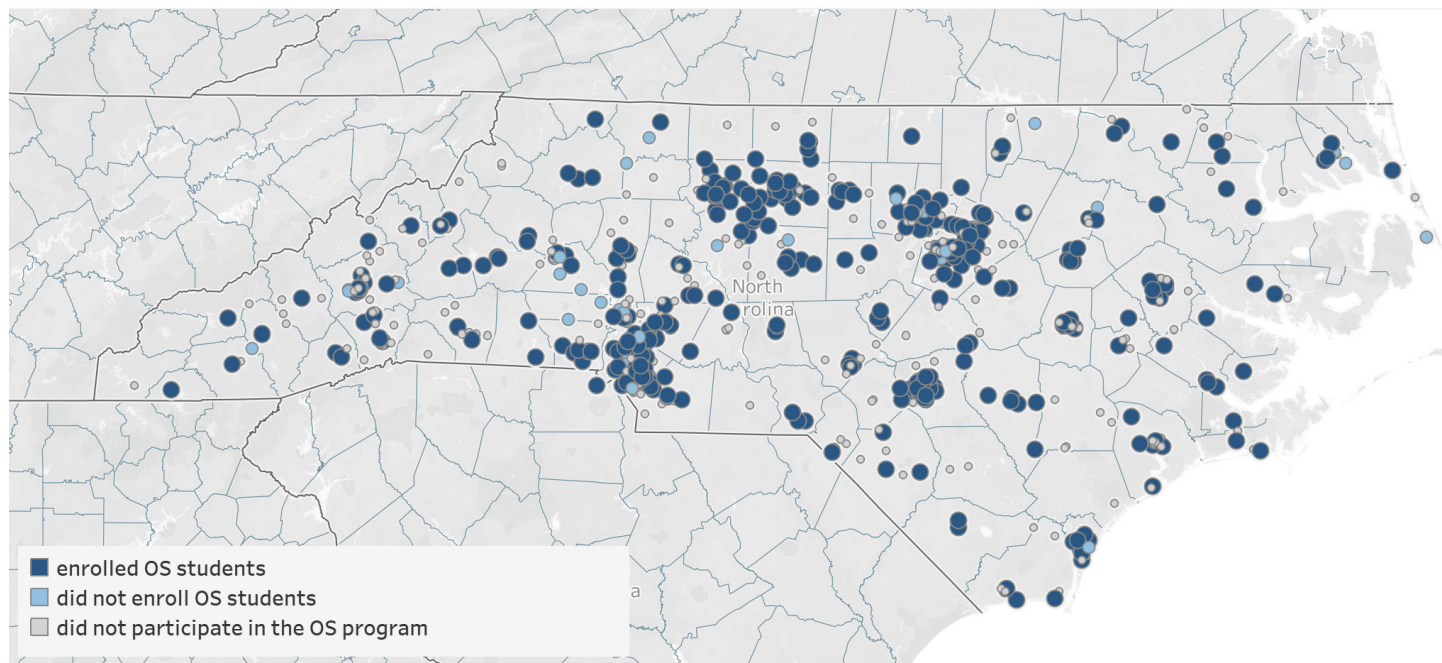 North
rolina
a
enrolled OS students
did not enroll OS students
did not participate in the OS program